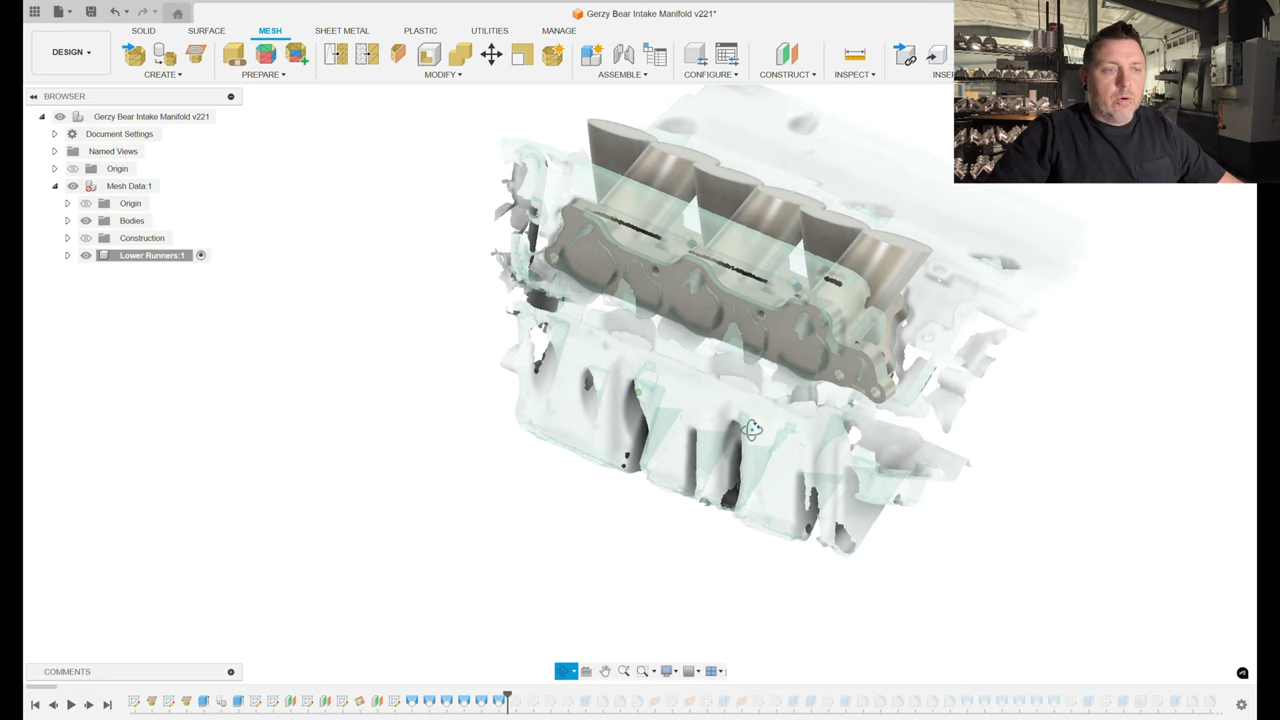 Gerzy Bear Intake Manifold v221*
SOLID SURFACE MESH SHEET METAL PLASTIC UTILITIES MANAGE
DESIGN
CREATE PREPARE MODIFY ASSEMBLE CONFIGURE CONSTRUCT INSPECT INSER
BROWSER
Gerzy Bear Intake Manifold v221
Document Settings
Named Views
Origin
Mesh Data:1
Origin
Bodies
Construction
Lower Runners:1
COMMENTS